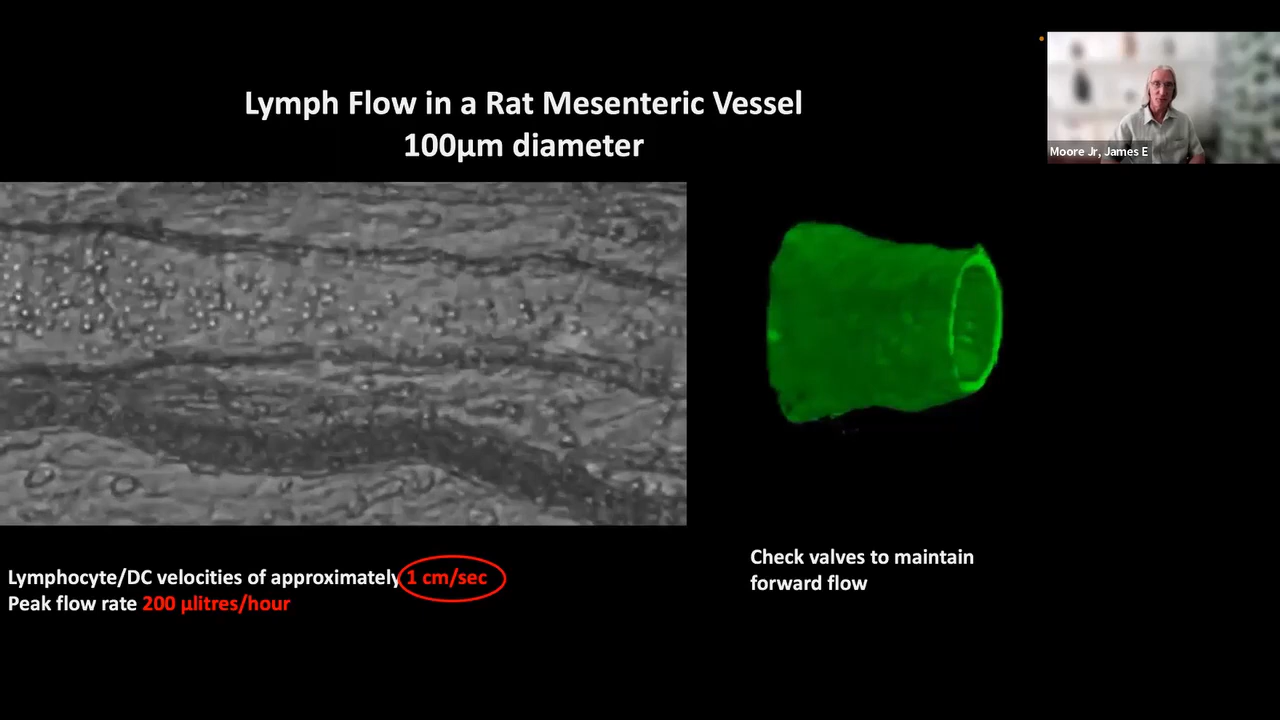 Lymph Flow in a Rat Mesenteric Vessel
100µm diameter
Moore Jr, James E
Lymphocyte/DC velocities of approximately 1 cm/sec
Peak flow rate 200 µlitres/hour
Check valves to maintain
forward flow